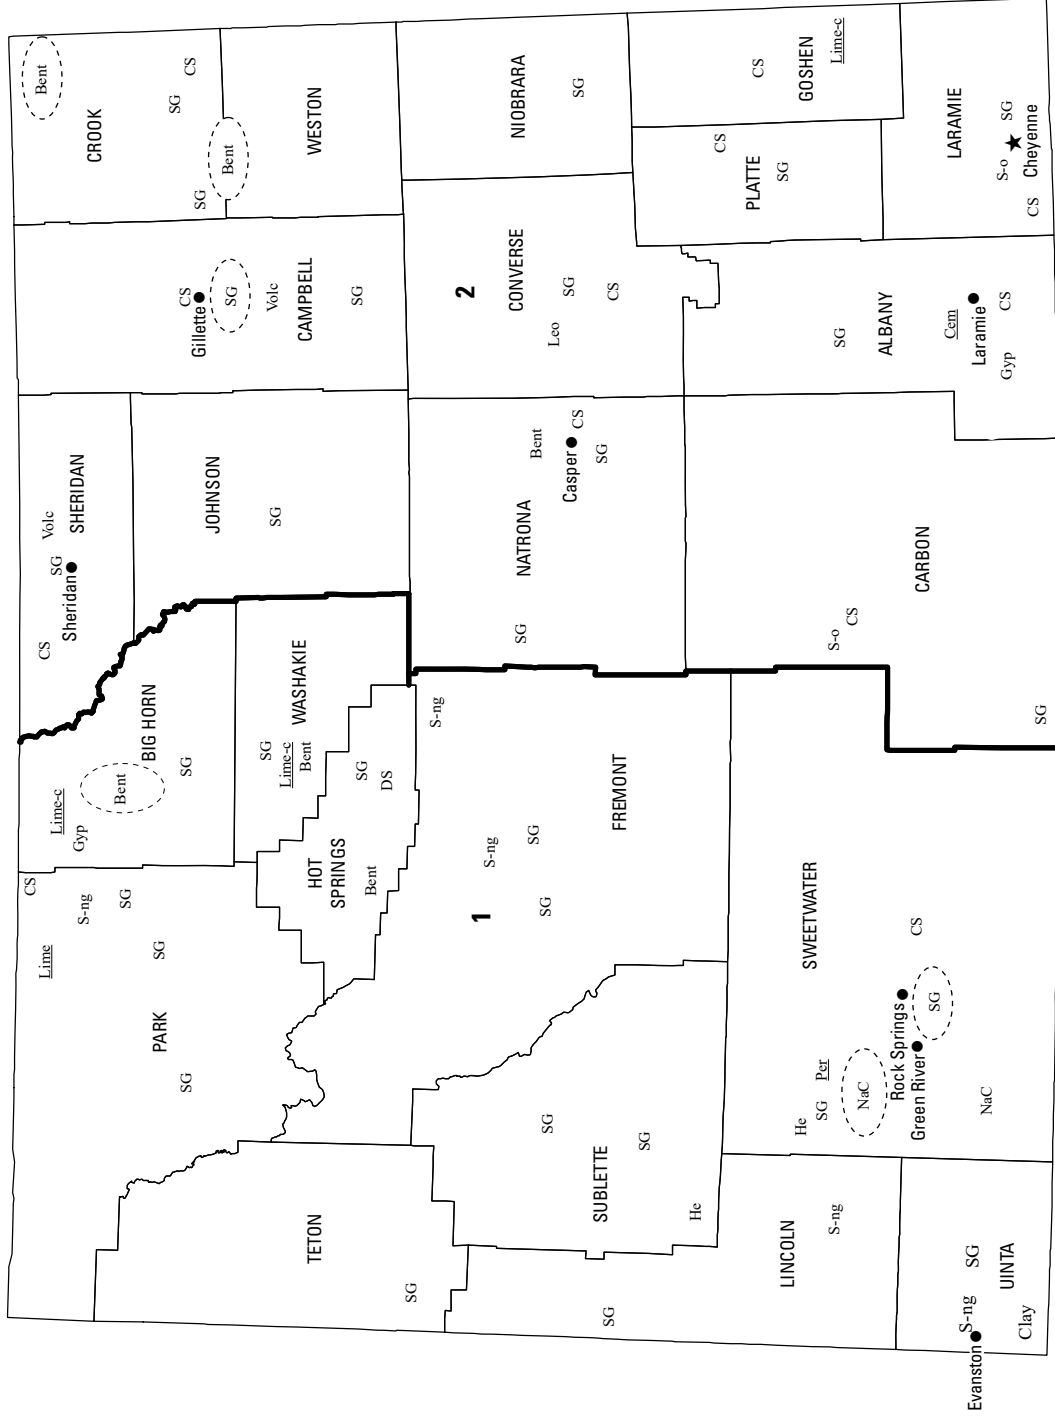 Bent
CROOK
CS
SG
SG
Bent
WESTON
CS
Gillette
SG
Volc
CAMPBELL
SG
Volc
SHERIDAN
SG
Sheridan
CS
JOHNSON
SG
NIOBRARA
SG
2
CONVERSE
SG
CS
Leo
CS
GOSHEN
Lime-c
CS
PLATTE
SG
LARAMIE
S-o
SG
Cheyenne
CS
SG
ALBANY
Cem
Laramie
CS
Gyp
Bent
CS
Casper
SG
NATRONA
SG
CARBON
S-o
CS
SG
BIG HORN
Lime-c
Gyp
Bent
SG
WASHAKIE
SG
Lime-c
Bent
SG
DS
HOT
SPRINGS
Bent
CS
S-ng
SG
Lime
SG
PARK
SG
S-ng
FREMONT
S-ng
SG
SG
1
TETON
SG
SG
SG
SUBLETTE
He
SWEETWATER
CS
Rock Springs
SG
Green River
Per
SG
He
NaC
NaC
LINCOLN
S-ng
SG
UINTA
SG
S-ng
Evanston
Clay